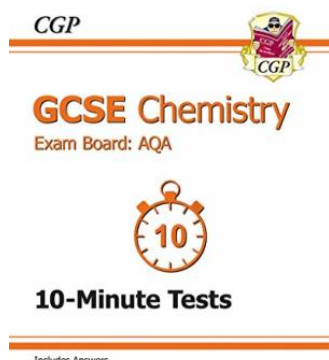 CGP
CGP
GCSE Chemistry
Exam Board: AQA
10
10-Minute Tests
Includes Answers